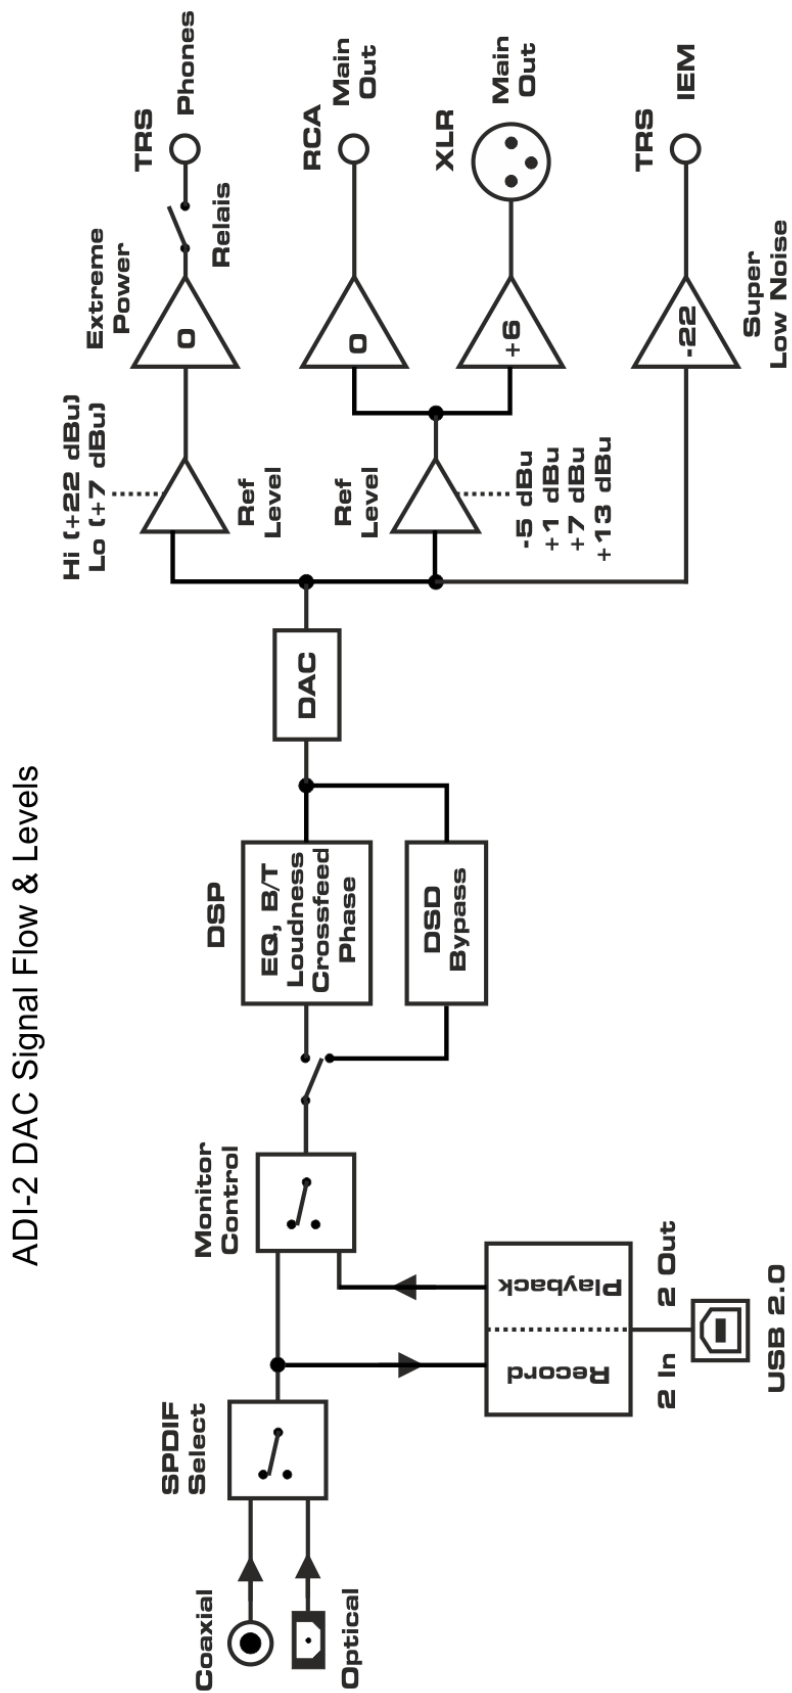 ADI-2 DAC Signal Flow & Levels
Coaxial
Optical
SPDIF
Select
Record
Playback
2 In
2 Out
USB 2.0
Monitor
Control
DSP
EQ, B/T
Loudness
Crossfeed
Phase
DSD
Bypass
DAC
Hi (+22 dBu)
Lo (+7 dBu)
Ref
Level
Extreme
Power
0
Relais
TRS
Phones
Ref
Level
-5 dBu
+1 dBu
+7 dBu
+13 dBu
0
RCA
Main
Out
+6
XLR
Main
Out
-22
Super
Low Noise
TRS
IEM